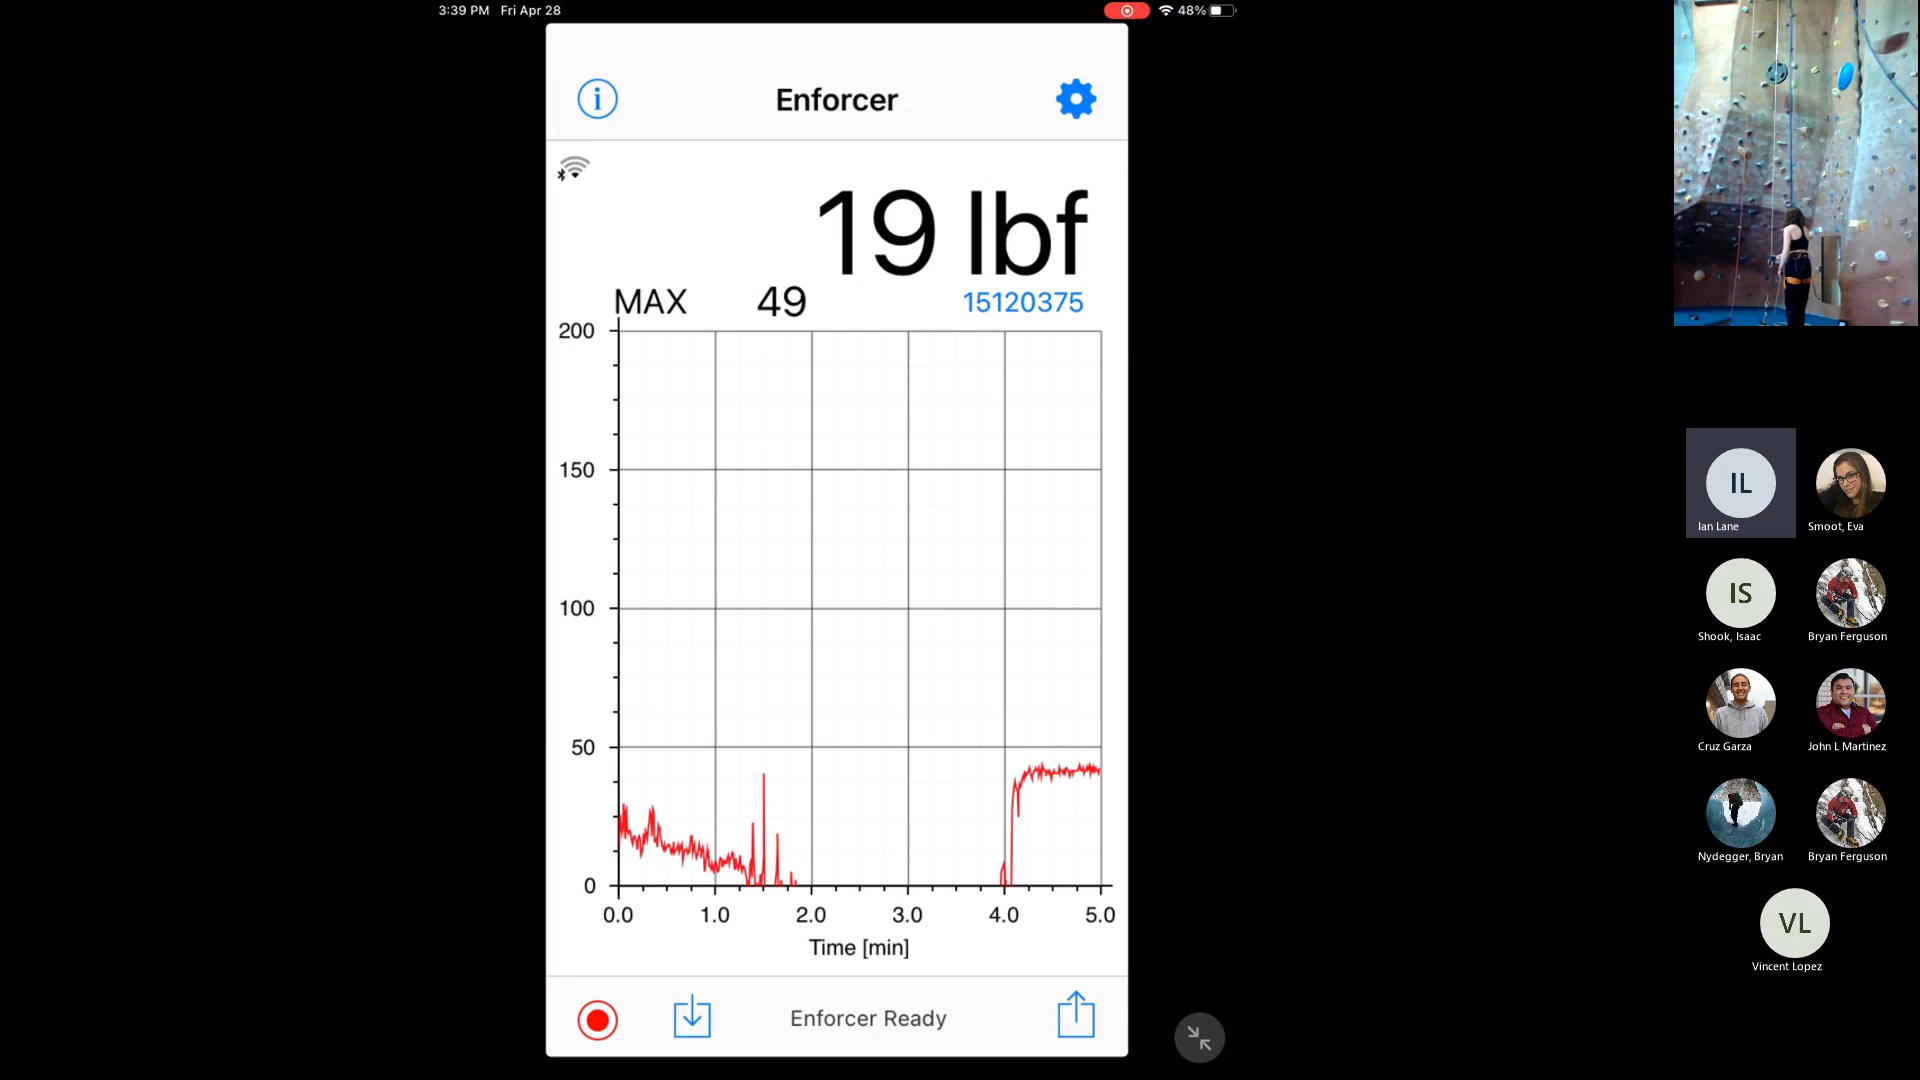 3:39 PM Fri Apr 28
48%
Enforcer
19 lbf
MAX 49 15120375
200
150
100
50
0
0.0 1.0 2.0 3.0 4.0 5.0
Time [min]
Enforcer Ready
IL
Ian Lane
Smoot, Eva
IS
Shook, Isaac
Bryan Ferguson
Cruz Garza
John L Martinez
Nydegger, Bryan
Bryan Ferguson
VL
Vincent Lopez